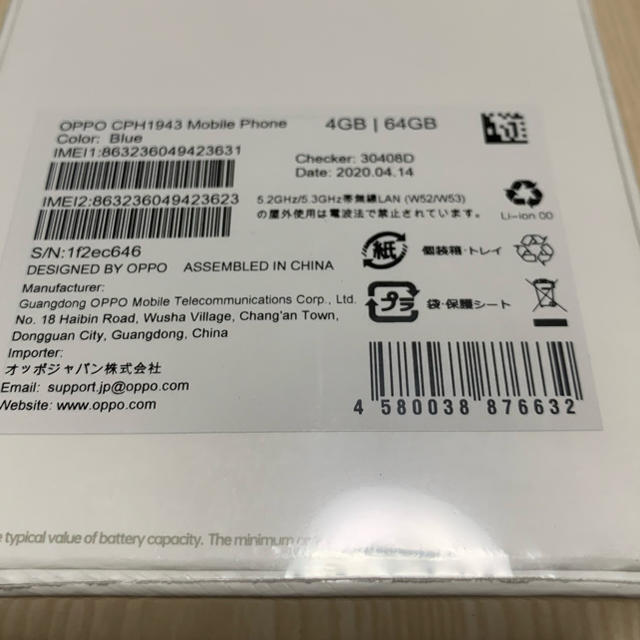 OPPO CPH1943 Mobile Phone 4GB | 64GB
Color: Blue
IMEI1:863236049423631
Checker: 30408D
Date: 2020.04.14
IMEI2:863236049423623
5.2GHz/5.3GHz帯無線LAN (W52/W53)
の屋外使用は電波法で禁止されています。
Li-ion 00
S/N:1f2ec646
DESIGNED BY OPPO ASSEMBLED IN CHINA
紙 個装箱・トレイ
Manufacturer:
Guangdong OPPO Mobile Telecommunications Corp., Ltd.
No. 18 Haibin Road, Wusha Village, Chang'an Town,
Dongguan City, Guangdong, China
プラ 袋・保護シート
Importer:
オッポジャパン株式会社
Email: support.jp@oppo.com
Website: www.oppo.com
4 580038 876632
typical value of battery capacity. The minimum